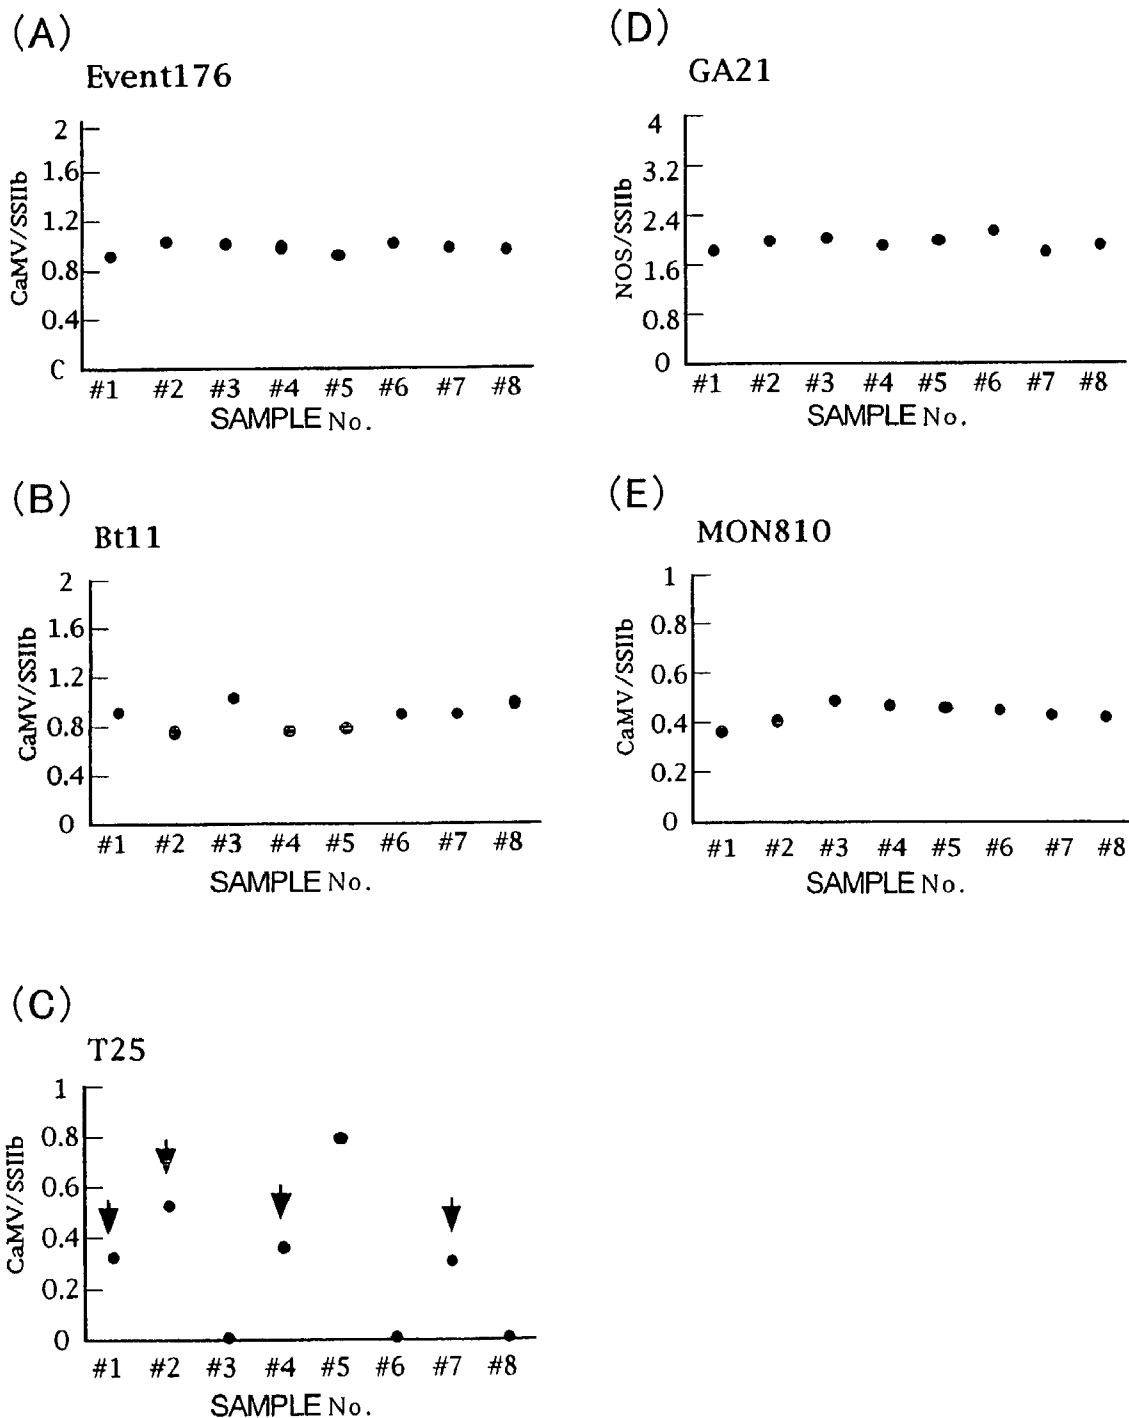 (A)
Event176
CaMV/SSIIb
2
1.6
1.2
0.8
0.4
C
#1 #2 #3 #4 #5 #6 #7 #8
SAMPLE No.
(D)
GA21
NOS/SSIIb
4
3.2
2.4
1.6
0.8
0
#1 #2 #3 #4 #5 #6 #7 #8
SAMPLE No.
(B)
Bt11
CaMV/SSIIb
2
1.6
1.2
0.8
0.4
0
#1 #2 #3 #4 #5 #6 #7 #8
SAMPLE No.
(E)
MON810
CaMV/SSIIb
1
0.8
0.6
0.4
0.2
0
#1 #2 #3 #4 #5 #6 #7 #8
SAMPLE No.
(C)
T25
CaMV/SSIIb
1
0.8
0.6
0.4
0.2
0
#1 #2 #3 #4 #5 #6 #7 #8
SAMPLE No.